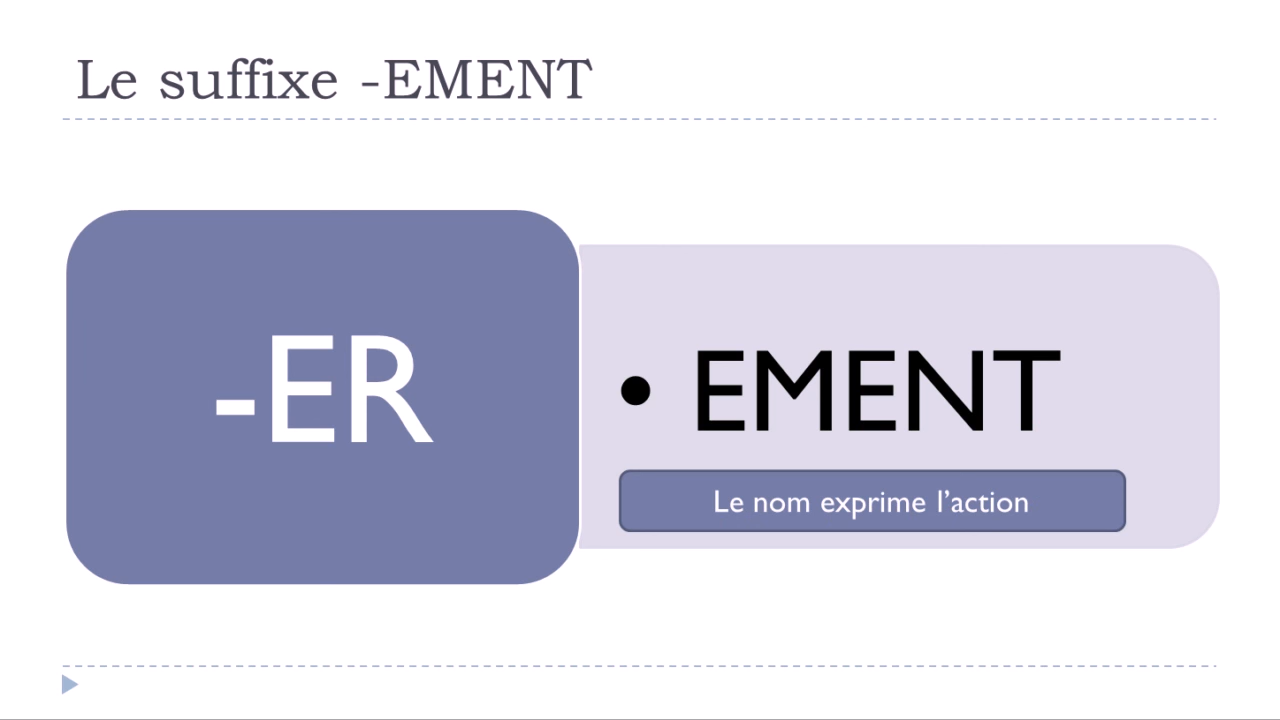 Le suffixe -EMENT
-ER
• EMENT
Le nom exprime l’action